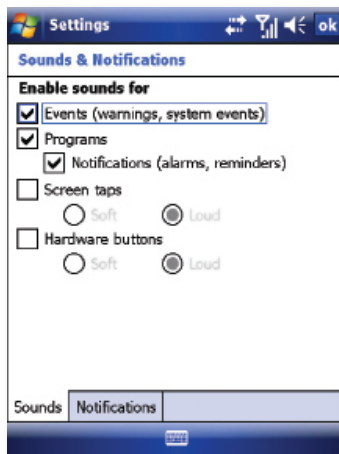 Settings ok
Sounds & Notifications
Enable sounds for
Events (warnings, system events)
Programs
Notifications (alarms, reminders)
Screen taps
Soft Loud
Hardware buttons
Soft Loud
Sounds Notifications